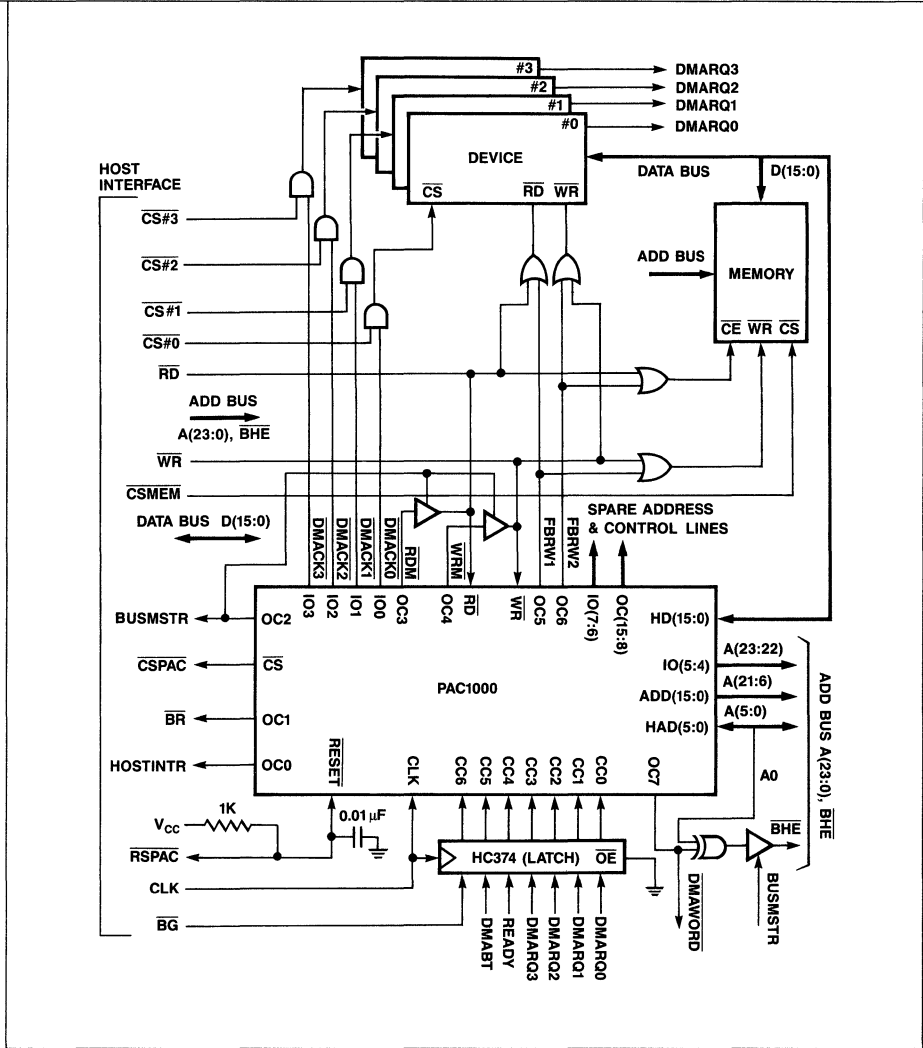 #3
DMARQ3
#2
DMARQ2
#1
DMARQ1
#0
DMARQ0
DEVICE
CS
RD
WR
DATA BUS
D(15:0)
HOST
INTERFACE
CS#3
CS#2
CS#1
CS#0
RD
ADD BUS
MEMORY
CE
WR
CS
ADD BUS
A(23:0), BHE
WR
CSMEM
DATA BUS D(15:0)
DMACK3
DMACK2
DMACK1
DMACK0
RDM
WRM
FBRW1
FBRW2
SPARE ADDRESS
& CONTROL LINES
IO3
IO2
IO1
IO0
OC3
OC4
RD
WR
OC5
OC6
IO(7:6)
OC(15:8)
BUSMSTR
OC2
HD(15:0)
CSPAC
CS
IO(5:4)
A(23:22)
PAC1000
ADD(15:0)
A(21:6)
BR
OC1
HAD(5:0)
A(5:0)
HOSTINTR
OC0
RESET
CLK
CC6
CC5
CC4
CC3
CC2
CC1
CC0
OC7
A0
ADD BUS A(23:0), BHE
1K
VCC
0.01 µF
RSPAC
HC374 (LATCH)
OE
BHE
CLK
BG
DMABT
READY
DMARQ3
DMARQ2
DMARQ1
DMARQ0
DMAWORD
BUSMSTR